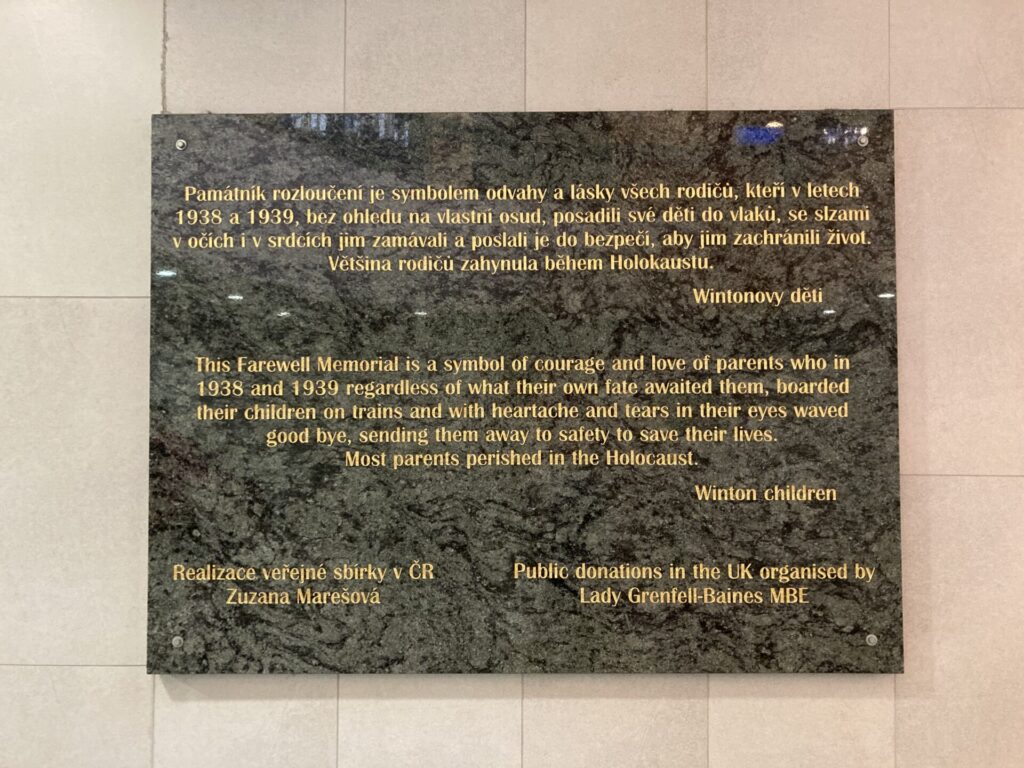 Památník rozloučení je symbolem odvahy a lásky všech rodičů, kteří v letech
1938 a 1939, bez ohledu na vlastní osud, posadili své děti do vlaků, se slzami
v očích i v srdcích jim zamávali a poslali je do bezpečí, aby jim zachránili život.
Většina rodičů zahynula během Holokaustu.
Wintonovy děti
This Farewell Memorial is a symbol of courage and love of parents who in
1938 and 1939 regardless of what their own fate awaited them, boarded
their children on trains and with heartache and tears in their eyes waved
good bye, sending them away to safety to save their lives.
Most parents perished in the Holocaust.
Winton children
Realizace veřejné sbírky v ČR
Zuzana Marešová
Public donations in the UK organised by
Lady Grenfell-Baines MBE